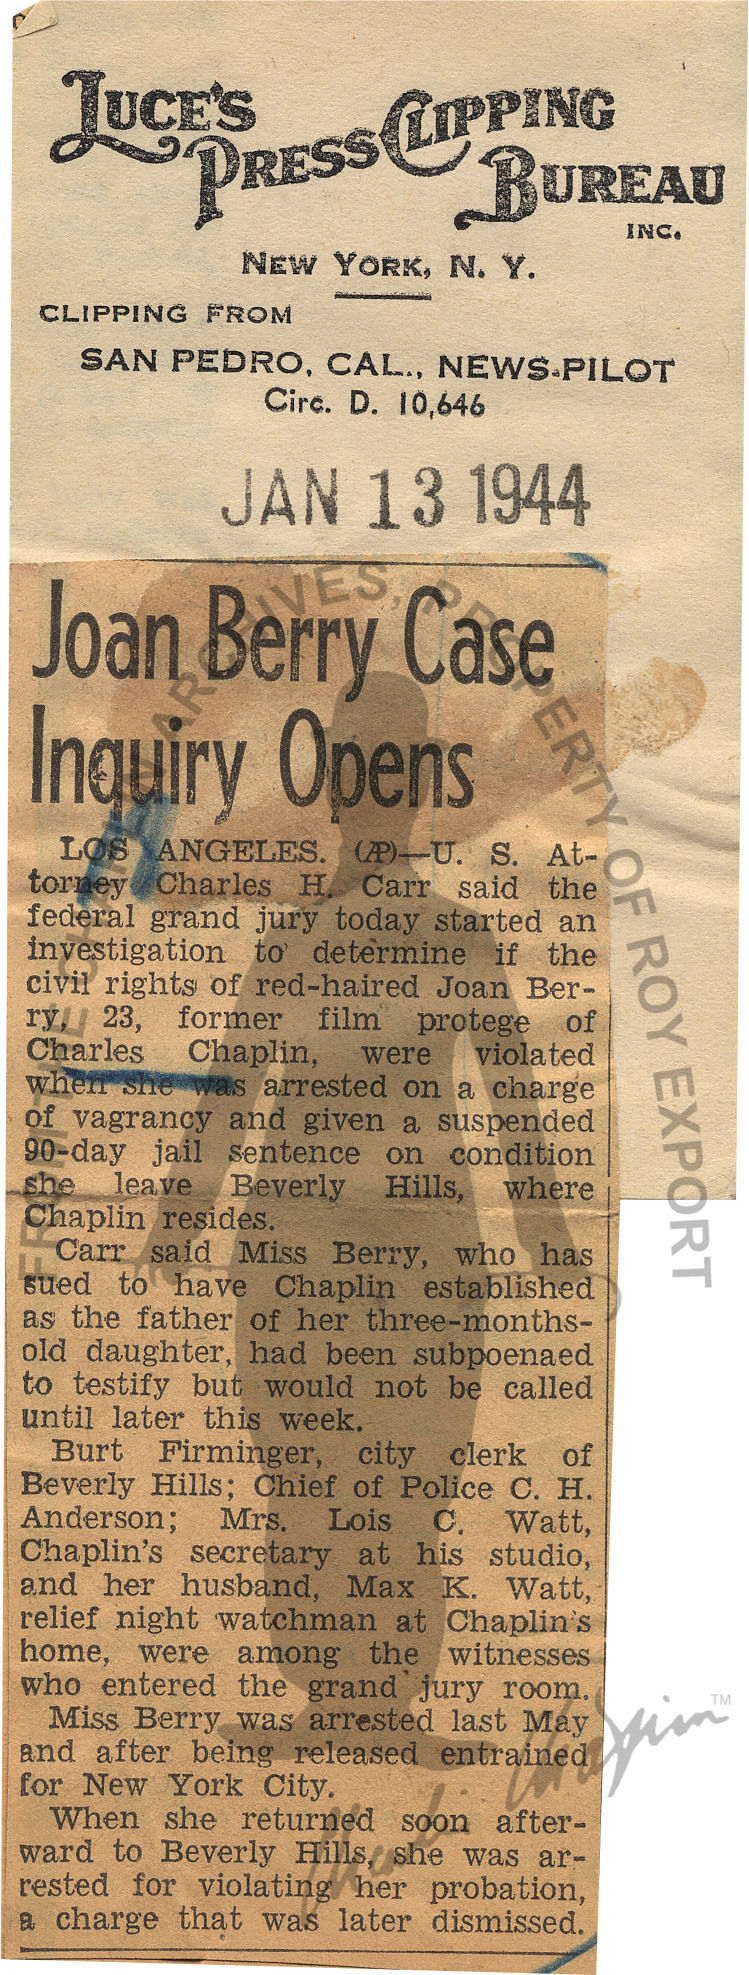 LUCE'S
PRESS CLIPPING
BUREAU
INC.
NEW YORK, N. Y.
CLIPPING FROM
SAN PEDRO, CAL., NEWS-PILOT
Circ. D. 10,646
JAN 13 1944
Joan Berry Case
Inquiry Opens
LOS ANGELES. (AP)—U. S. At-
torney Charles H. Carr said the
federal grand jury today started an
investigation to determine if the
civil rights of red-haired Joan Ber-
ry, 23, former film protege of
Charles Chaplin, were violated
when she was arrested on a charge
of vagrancy and given a suspended
90-day jail sentence on condition
she leave Beverly Hills, where
Chaplin resides.
Carr said Miss Berry, who has
sued to have Chaplin established
as the father of her three-months-
old daughter, had been subpoenaed
to testify but would not be called
until later this week.
Burt Firminger, city clerk of
Beverly Hills; Chief of Police C. H.
Anderson; Mrs. Lois C. Watt,
Chaplin's secretary at his studio,
and her husband, Max K. Watt,
relief night watchman at Chaplin's
home, were among the witnesses
who entered the grand jury room.
Miss Berry was arrested last May
and after being released entrained
for New York City.
When she returned soon after-
ward to Beverly Hills, she was ar-
rested for violating her probation,
a charge that was later dismissed.
FROM THE CHAPLIN ARCHIVES, PROPERTY OF ROY EXPORT
Charlie Chaplin TM